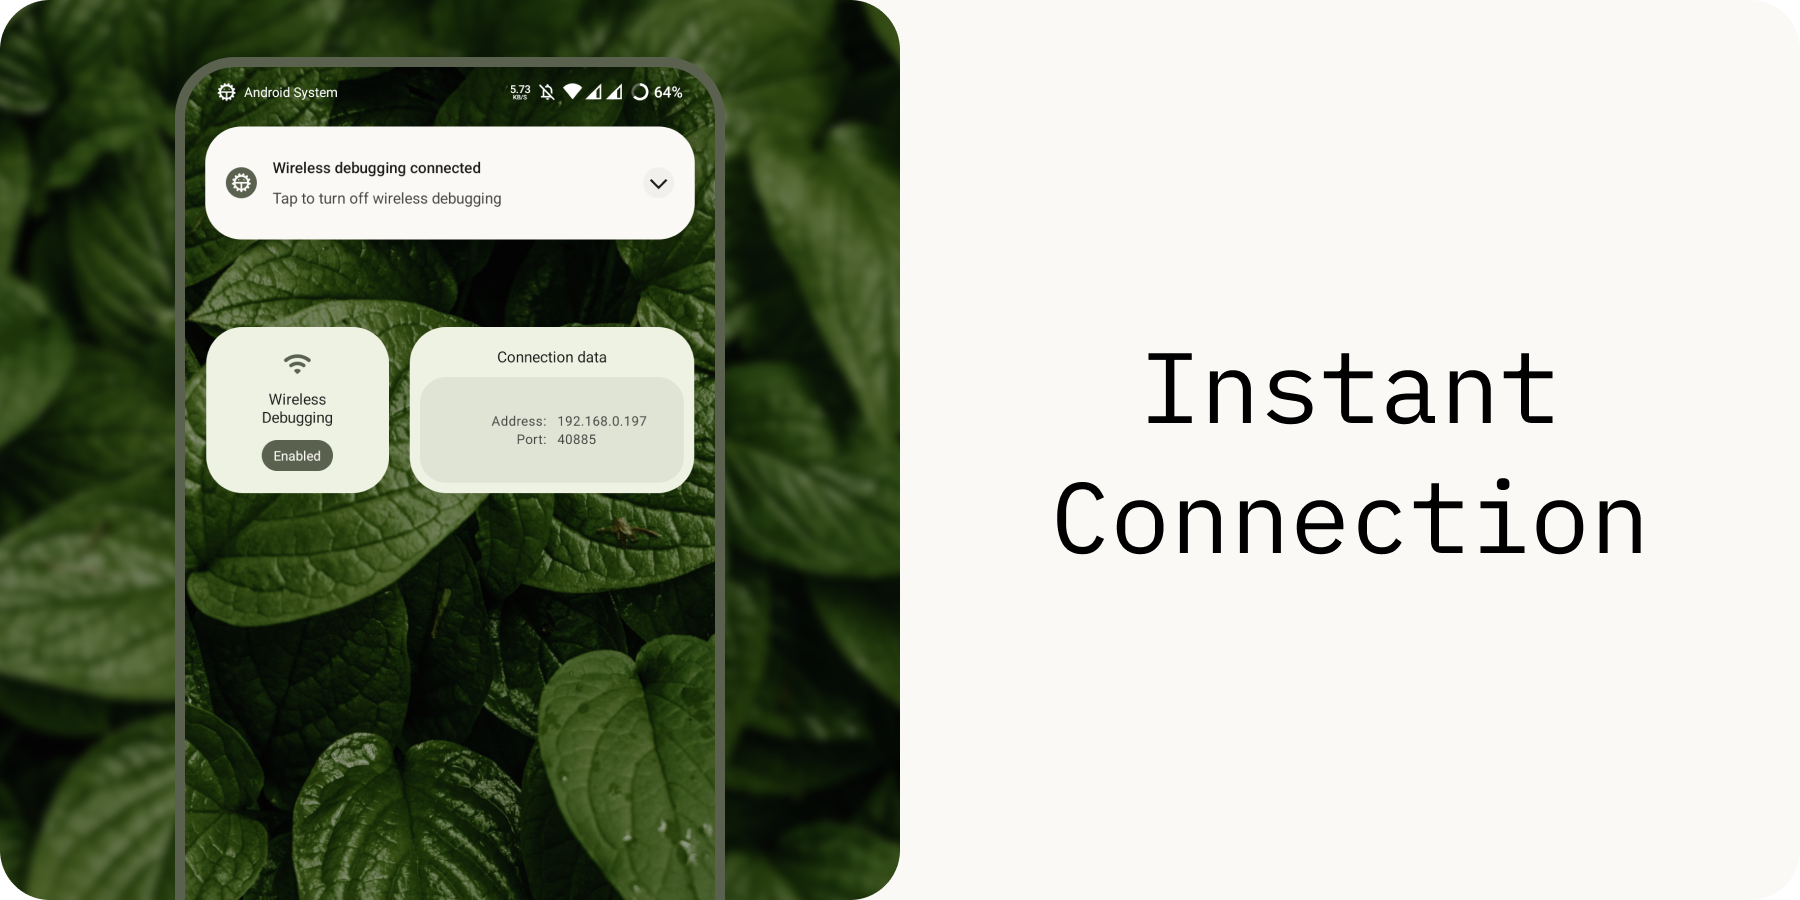 Android System
5.73
KB/S
64%
Wireless debugging connected
Tap to turn off wireless debugging
Wireless
Debugging
Enabled
Connection data
Address: 192.168.0.197
Port: 40885
Instant
Connection